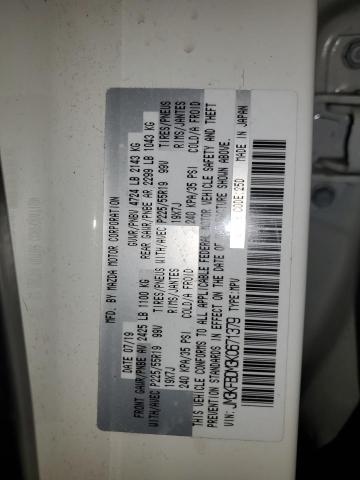 MFD. BY MAZDA MOTOR CORPORATION
DATE 07/19 GVWR/PNBV 4724 LB 2143 KG
FRONT GAWR/PNBE AV 2425 LB 1100 KG REAR GAWR/PNBE AR 2299 LB 1043 KG
WITH/AVEC P225/55R19 99V TIRES/PNEUS WITH/AVEC P225/55R19 99V TIRES/PNEUS
19X7J RIMS/JANTES 19X7J RIMS/JANTES
240 KPA/35 PSI COLD/A FROID 240 KPA/35 PSI COLD/A FROID
THIS VEHICLE CONFORMS TO ALL APPLICABLE FEDERAL MOTOR VEHICLE SAFETY AND THEFT
PREVENTION STANDARDS IN EFFECT ON THE DATE OF MANUFACTURE SHOWN ABOVE.
VIN: JM3KFBDM3K0571379 TYPE:MPV CODE:25D MADE IN JAPAN